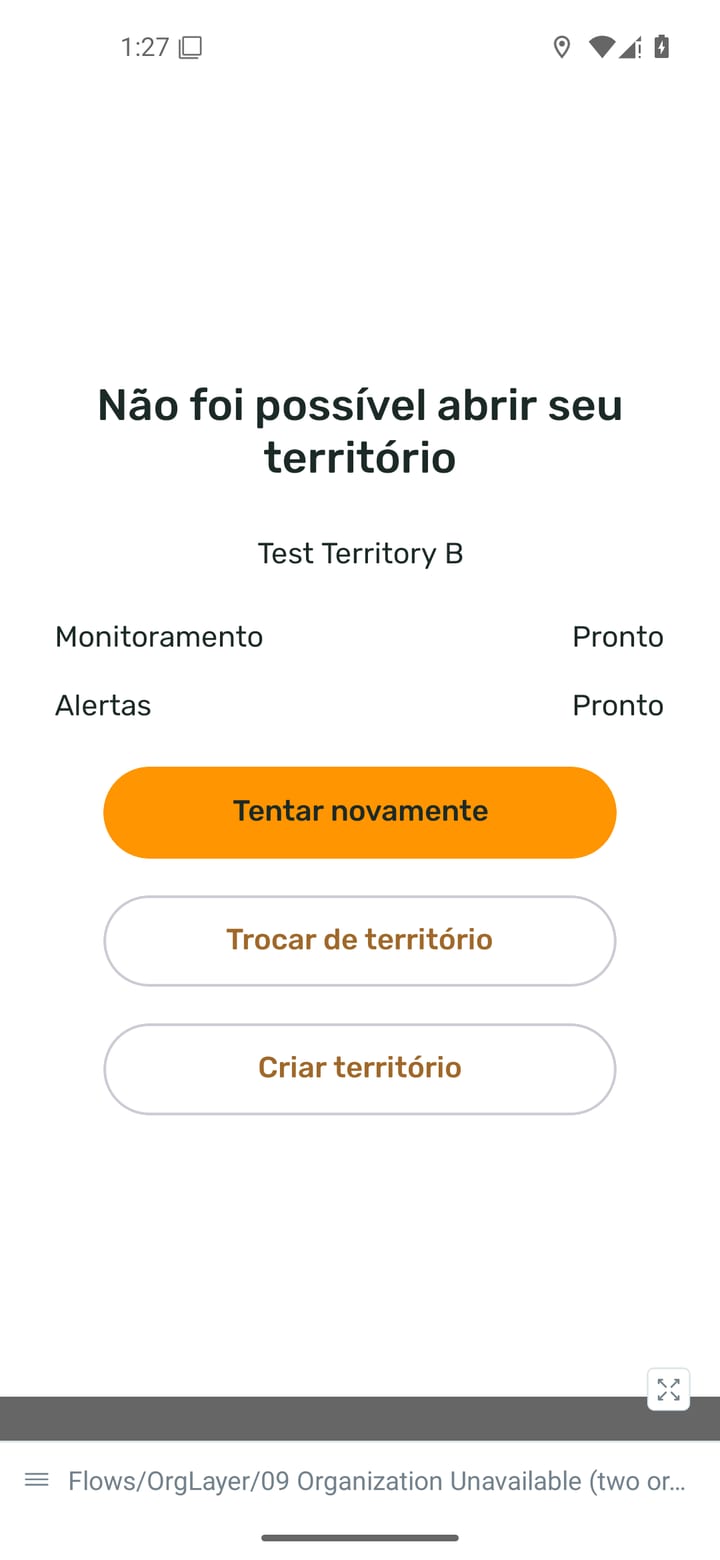 1:27
Não foi possível abrir seu
território
Test Territory B
Monitoramento Pronto
Alertas Pronto
Tentar novamente
Trocar de território
Criar território
Flows/OrgLayer/09 Organization Unavailable (two or...